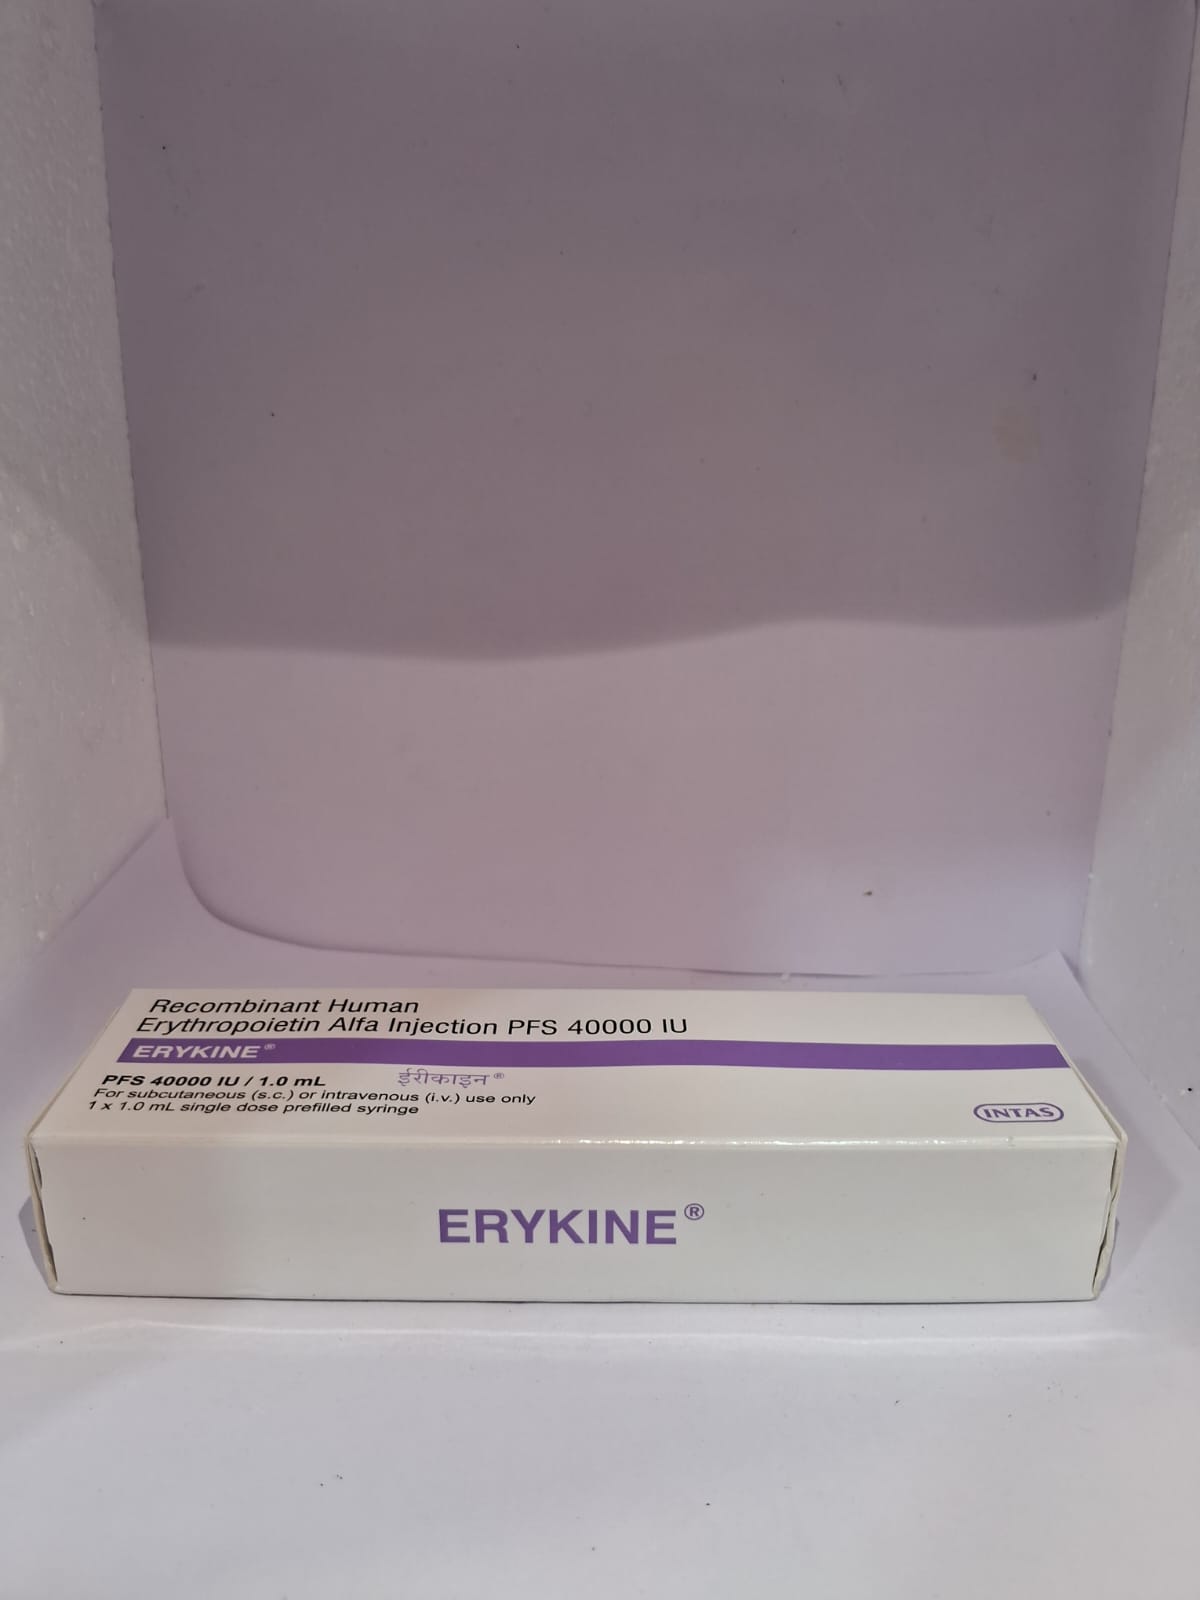 Recombinant Human
Erythropoietin Alfa Injection PFS 40000 IU
ERYKINE®
PFS 40000 IU / 1.0 mL
ईरीकाइन®
For subcutaneous (s.c.) or intravenous (i.v.) use only
1 x 1.0 mL single dose prefilled syringe
INTAS
ERYKINE®